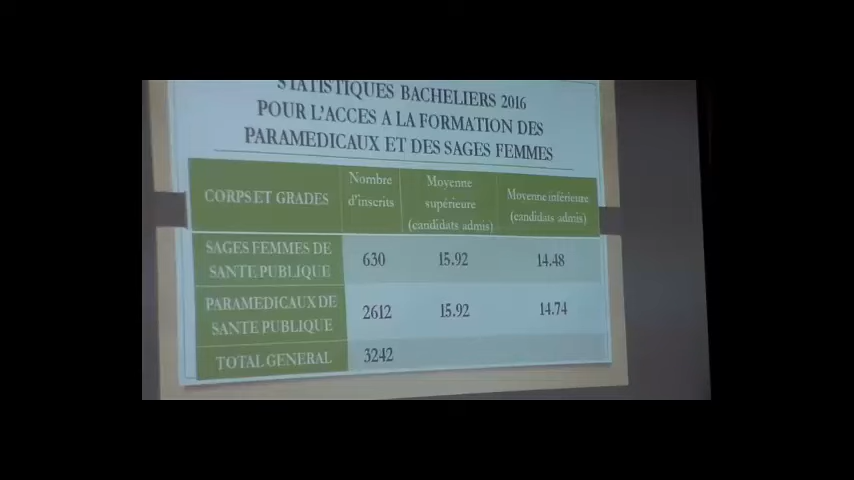 STATISTIQUES BACHELIERS 2016
POUR L'ACCES A LA FORMATION DES
PARAMEDICAUX ET DES SAGES FEMMES
CORPS ET GRADES
Nombre
d'inscrits
Moyenne
supérieure
(candidats admis)
Moyenne inférieure
(candidats admis)
SAGES FEMMES DE
SANTE PUBLIQUE
630
15.92
14.48
PARAMEDICAUX DE
SANTE PUBLIQUE
2612
15.92
14.74
TOTAL GENERAL
3242